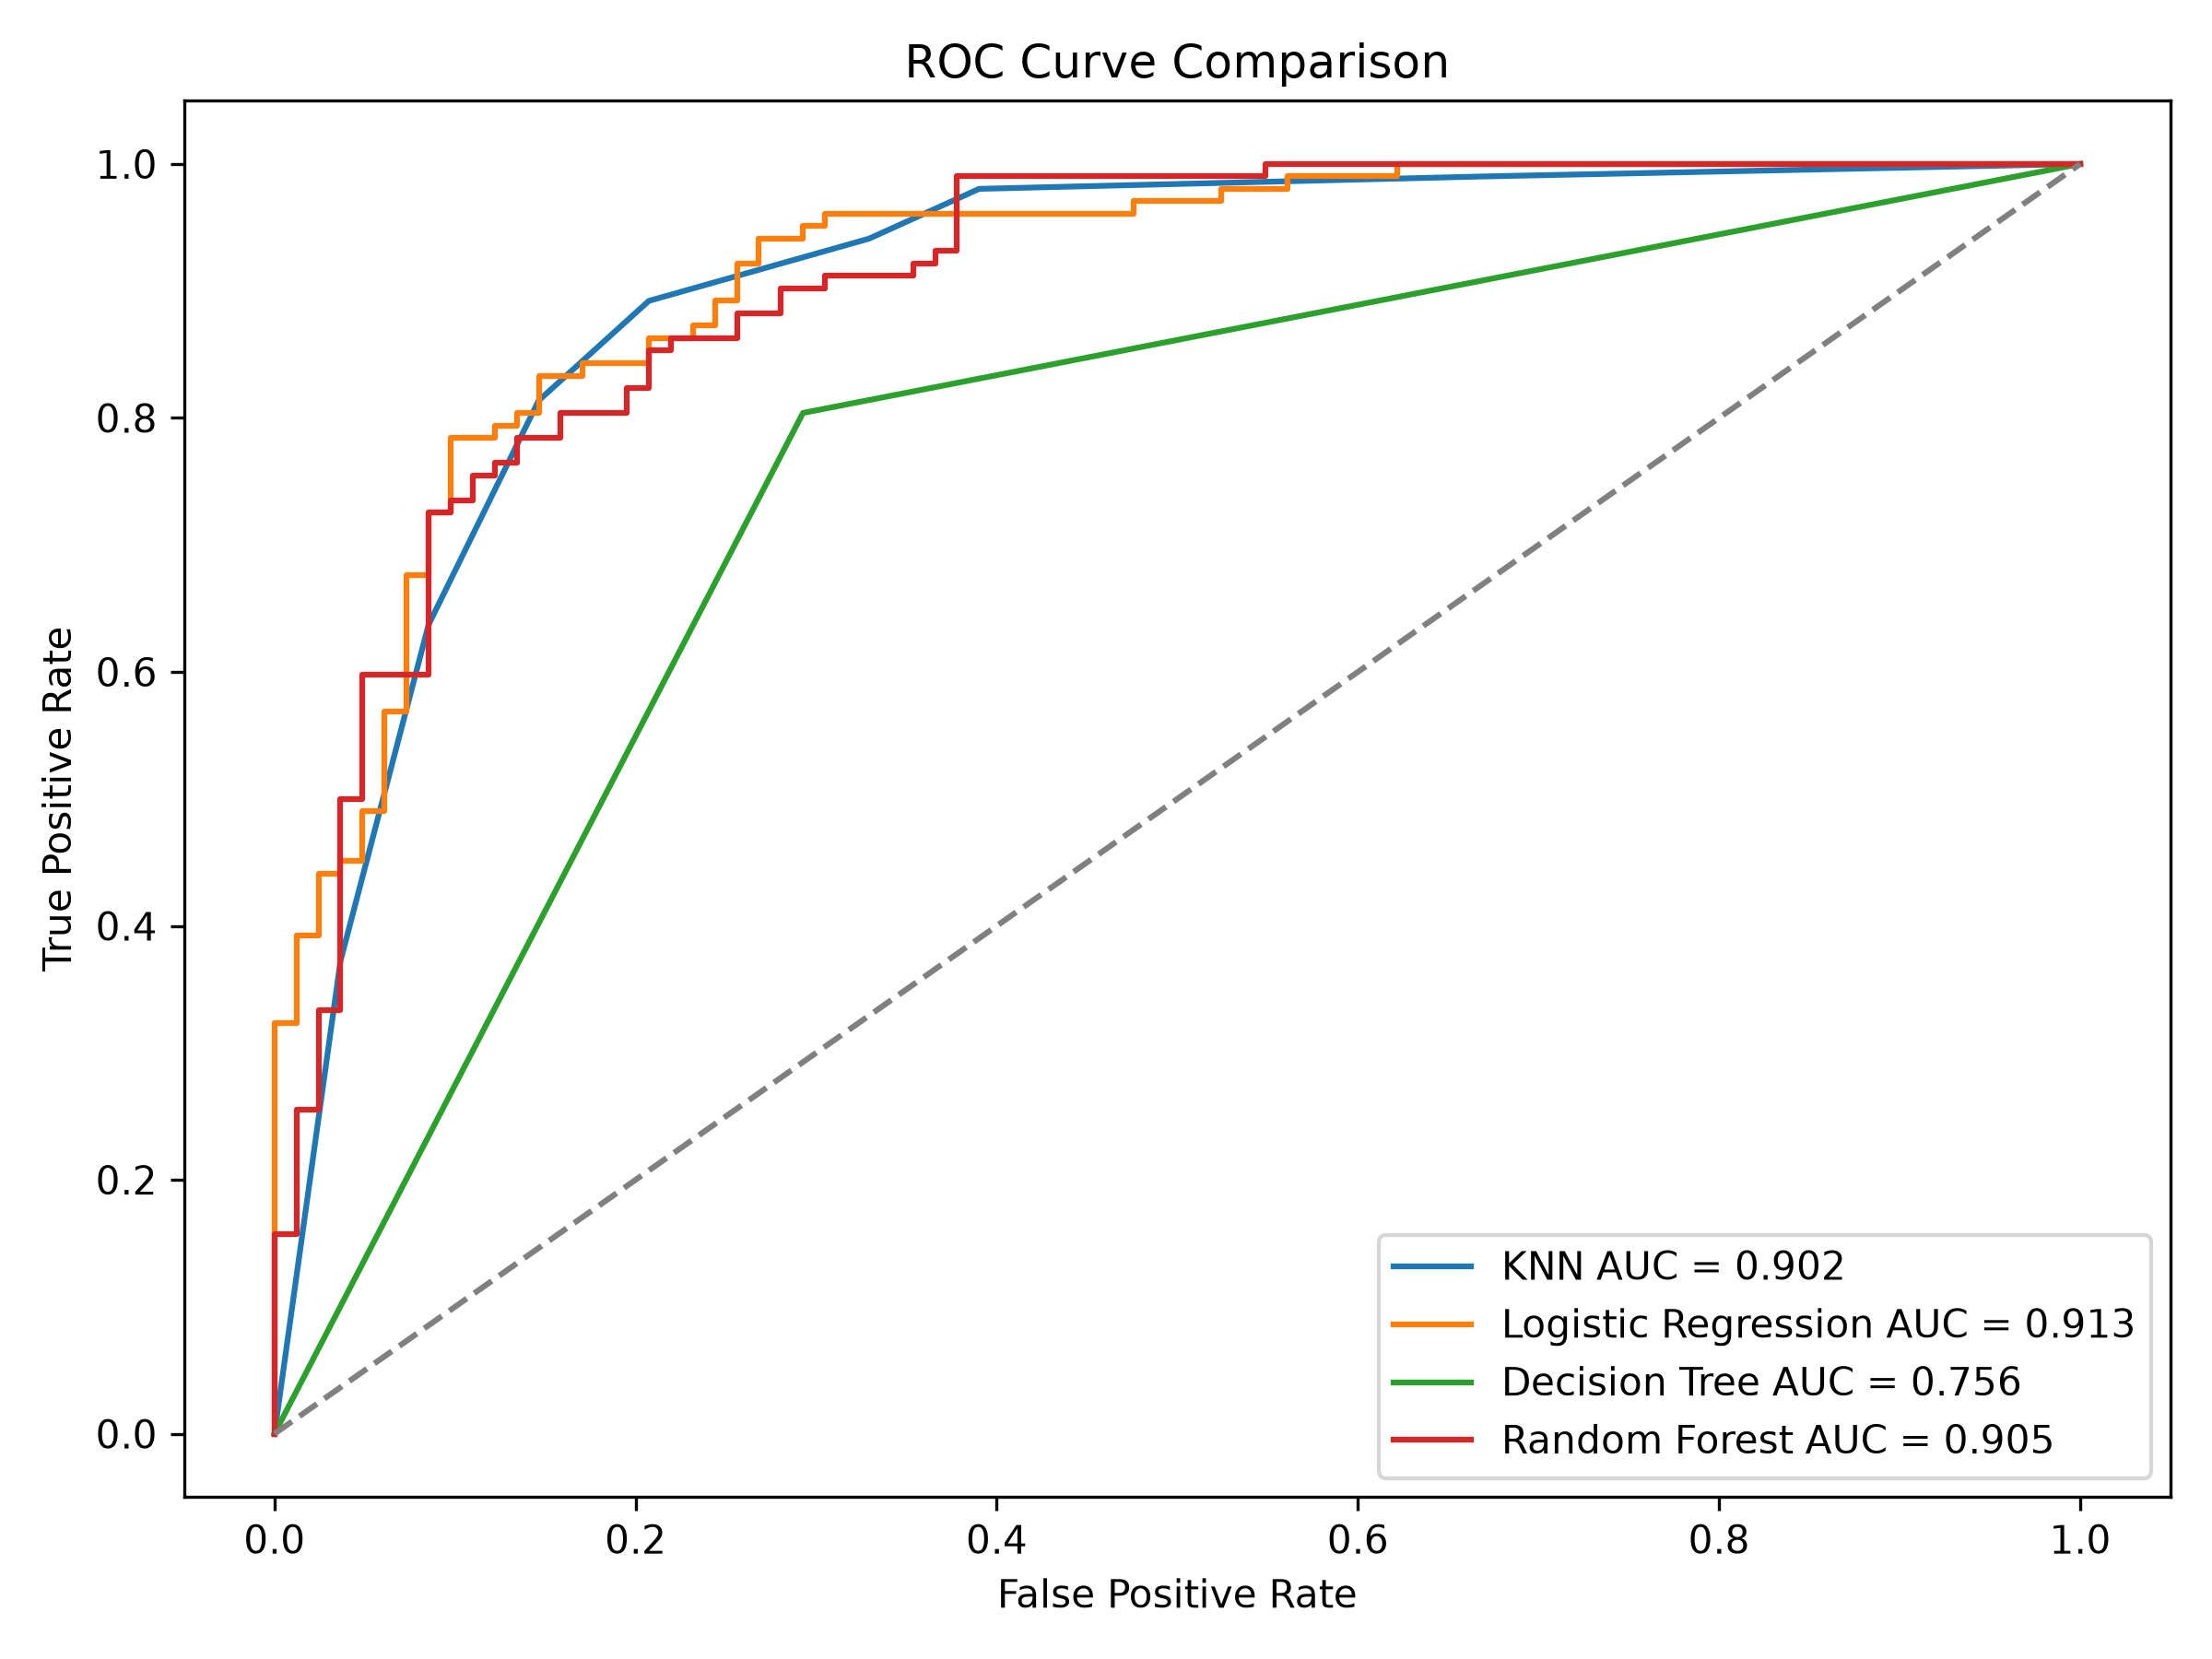 ROC Curve Comparison
1.0
0.8
0.6
0.4
0.2
0.0
True Positive Rate
0.0 0.2 0.4 0.6 0.8 1.0
False Positive Rate
KNN AUC = 0.902
Logistic Regression AUC = 0.913
Decision Tree AUC = 0.756
Random Forest AUC = 0.905